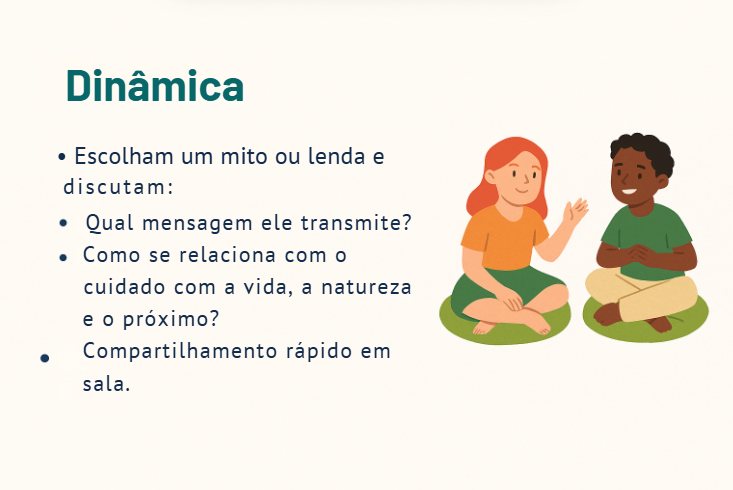 Dinâmica
• Escolham um mito ou lenda e
discutam:
• Qual mensagem ele transmite?
• Como se relaciona com o
cuidado com a vida, a natureza
e o próximo?
• Compartilhamento rápido em
sala.